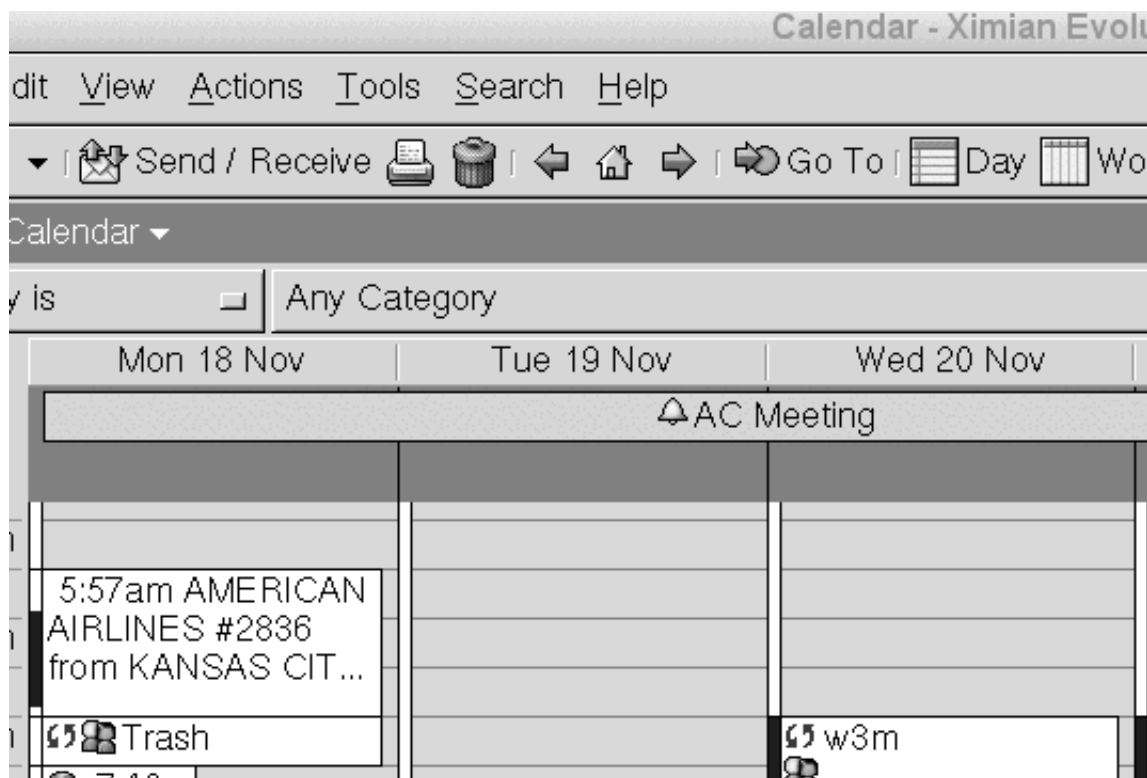 Calendar - Ximian Evolu
dit View Actions Tools Search Help
Send / Receive Go To Day Wo
Calendar
y is Any Category
Mon 18 Nov Tue 19 Nov Wed 20 Nov
AC Meeting
5:57am AMERICAN
AIRLINES #2836
from KANSAS CIT...
Trash
w3m